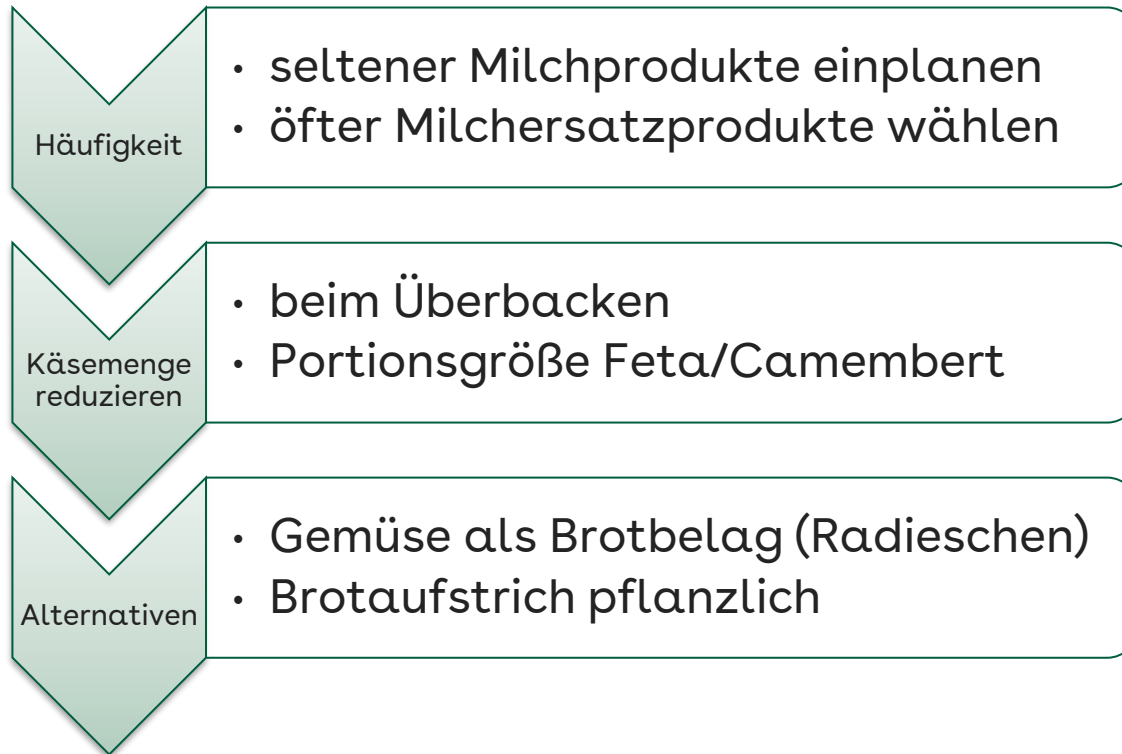 Häufigkeit
• seltener Milchprodukte einplanen
• öfter Milchersatzprodukte wählen
Käsemenge
reduzieren
• beim Überbacken
• Portionsgröße Feta/Camembert
Alternativen
• Gemüse als Brotbelag (Radieschen)
• Brotaufstrich pflanzlich